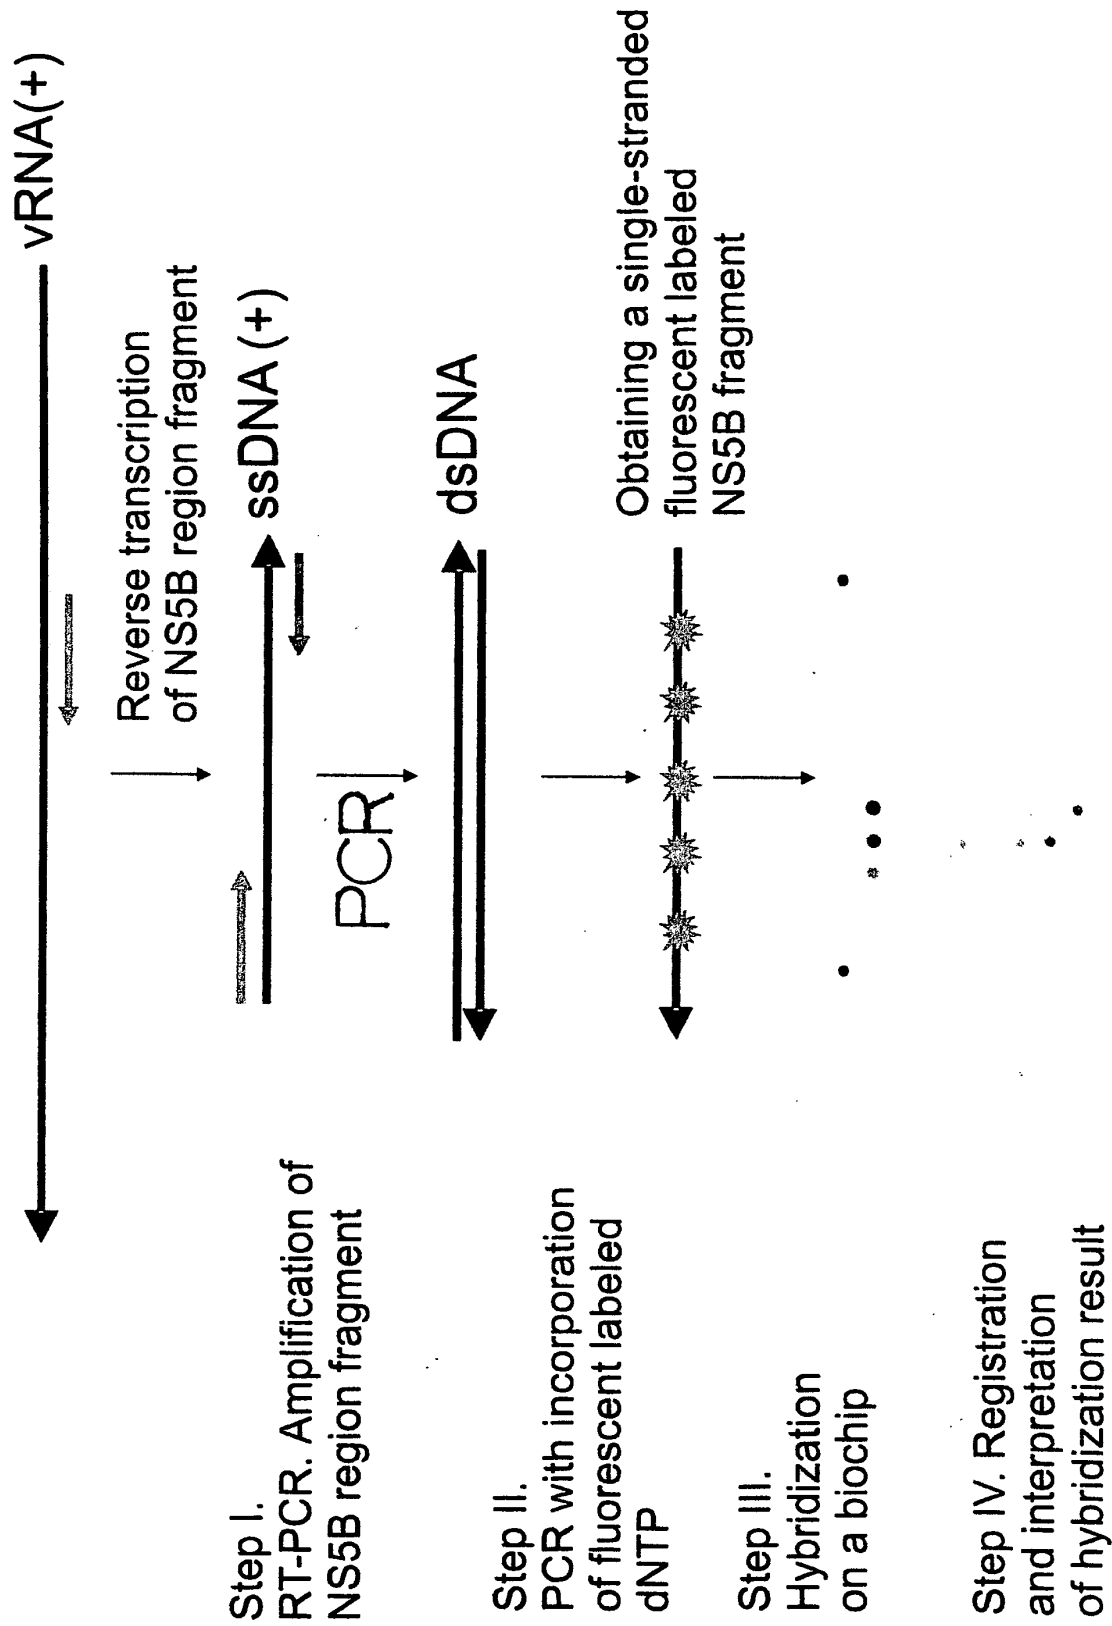 vRNA(+)
Reverse transcription
of NS5B region fragment
Step I.
RT-PCR. Amplification of
NS5B region fragment
ssDNA (+)
PCR
dsDNA
Step II.
PCR with incorporation
of fluorescent labeled
dNTP
Obtaining a single-stranded
fluorescent labeled
NS5B fragment
Step III.
Hybridization
on a biochip
Step IV. Registration
and interpretation
of hybridization result